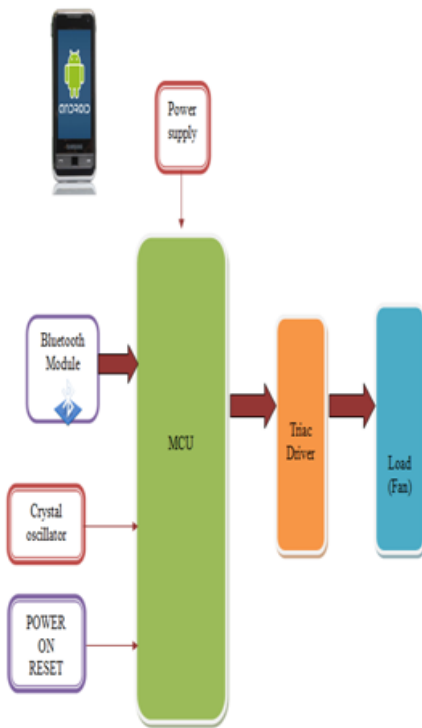 ANDROID
Power
supply
Bluetooth
Module
MCU
Triac
Driver
Load
(Fan)
Crystal
oscillator
POWER
ON
RESET